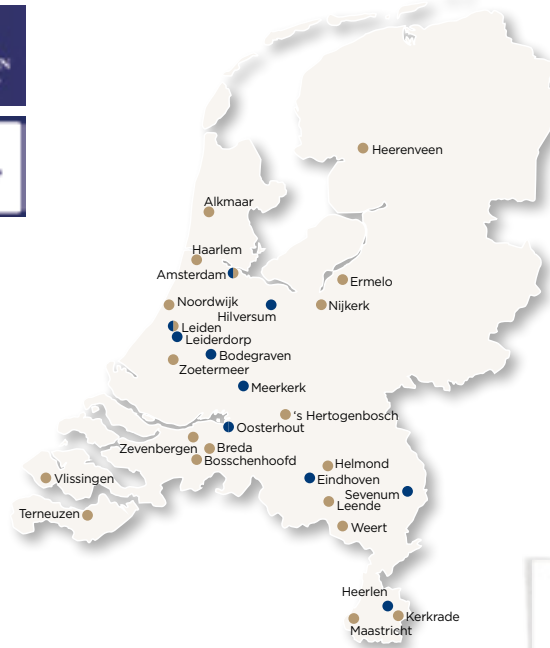 Heerenveen
Alkmaar
Haarlem
Amsterdam
Ermelo
Noordwijk
Nijkerk
Hilversum
Leiden
Leiderdorp
Bodegraven
Zoetermeer
Meerkerk
's Hertogenbosch
Oosterhout
Zevenbergen
Breda
Bosschenhoofd
Helmond
Vlissingen
Eindhoven
Sevenum
Leende
Terneuzen
Weert
Heerlen
Kerkrade
Maastricht